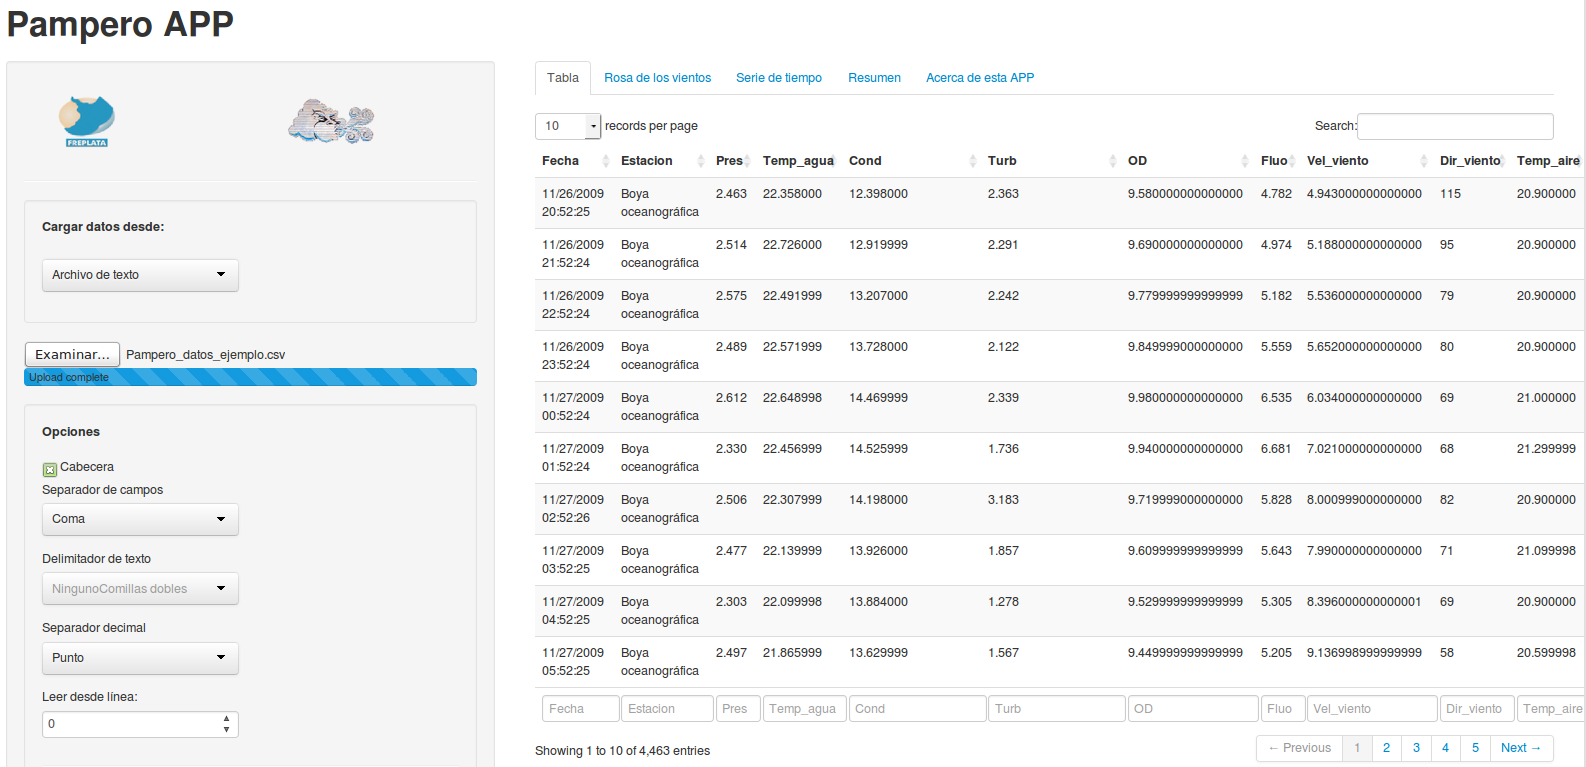 Pampero APP
FREPLATA
Cargar datos desde:
Archivo de texto
Examinar... Pampero_datos_ejemplo.csv
Upload complete
Opciones
Cabecera
Separador de campos
Coma
Delimitador de texto
NingunoComillas dobles
Separador decimal
Punto
Leer desde línea:
0
Tabla Rosa de los vientos Serie de tiempo Resumen Acerca de esta APP
10 records per page Search:
Fecha Estacion Pres Temp_agua Cond Turb OD Fluo Vel_viento Dir_viento Temp_aire
11/26/2009 Boya 2.463 22.358000 12.398000 2.363 9.580000000000000 4.782 4.943000000000000 115 20.900000
20:52:25 oceanográfica
11/26/2009 Boya 2.514 22.726000 12.919999 2.291 9.690000000000000 4.974 5.188000000000000 95 20.900000
21:52:24 oceanográfica
11/26/2009 Boya 2.575 22.491999 13.207000 2.242 9.779999999999999 5.182 5.536000000000000 79 20.900000
22:52:24 oceanográfica
11/26/2009 Boya 2.489 22.571999 13.728000 2.122 9.849999999999999 5.559 5.652000000000000 80 20.900000
23:52:24 oceanográfica
11/27/2009 Boya 2.612 22.648998 14.469999 2.339 9.980000000000000 6.535 6.034000000000000 69 21.000000
00:52:24 oceanográfica
11/27/2009 Boya 2.330 22.456999 14.525999 1.736 9.940000000000000 6.681 7.021000000000000 68 21.299999
01:52:24 oceanográfica
11/27/2009 Boya 2.506 22.307999 14.198000 3.183 9.719999000000000 5.828 8.000999000000000 82 20.900000
02:52:26 oceanográfica
11/27/2009 Boya 2.477 22.139999 13.926000 1.857 9.609999999999999 5.643 7.990000000000000 71 21.099998
03:52:25 oceanográfica
11/27/2009 Boya 2.303 22.099998 13.884000 1.278 9.529999999999999 5.305 8.396000000000001 69 20.900000
04:52:25 oceanográfica
11/27/2009 Boya 2.497 21.865999 13.629999 1.567 9.449999999999999 5.205 9.136998999999999 58 20.599998
05:52:25 oceanográfica
Fecha Estacion Pres Temp_agua Cond Turb OD Fluo Vel_viento Dir_viento Temp_aire
Showing 1 to 10 of 4,463 entries ← Previous 1 2 3 4 5 Next →